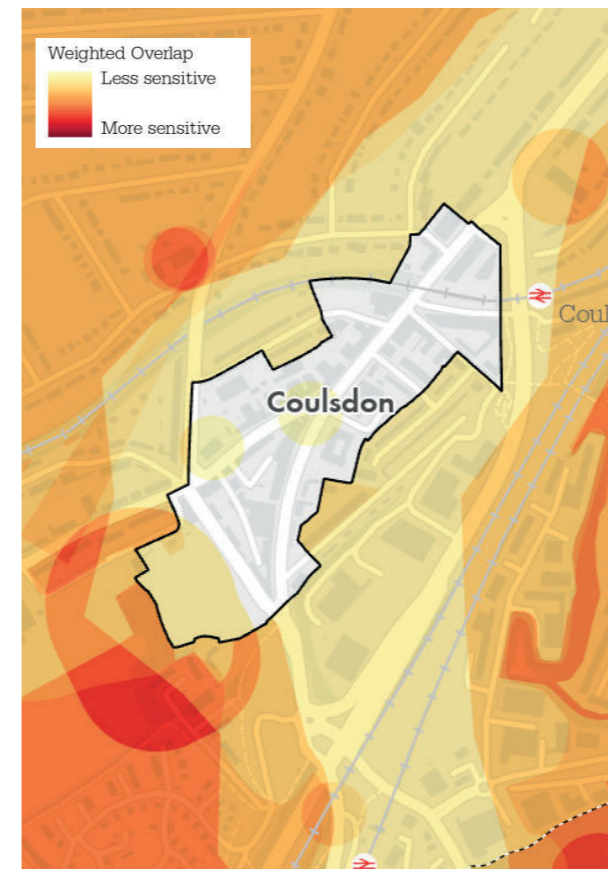 Weighted Overlap
Less sensitive
More sensitive
Coul
Coulsdon